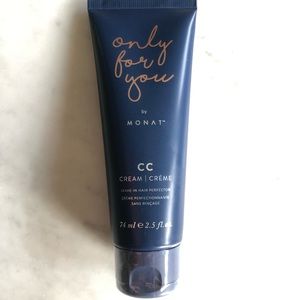 only
for
you
by
MONAT™
CC
CREAM | CRÈME
LEAVE-IN HAIR PERFECTOR
CRÈME PERFECTIONNANTE
SANS RINÇAGE
74 ml e 2.5 fl.oz.